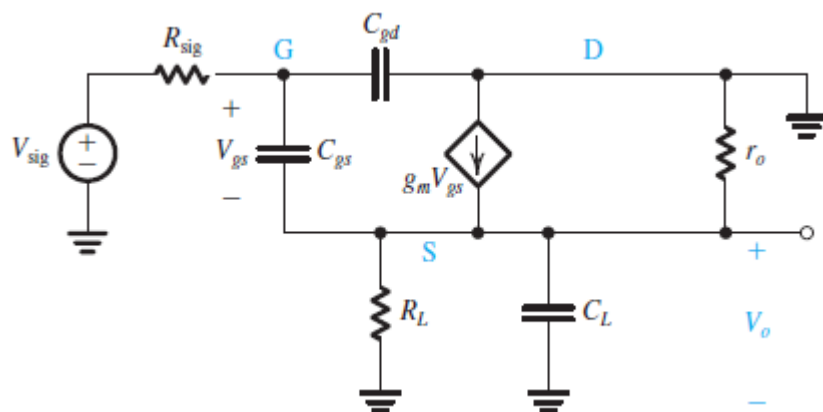 C_gd
R_sig
G
D
+
V_sig
+
−
V_gs
C_gs
−
g_m V_gs
r_o
S
+
R_L
C_L
V_o
−